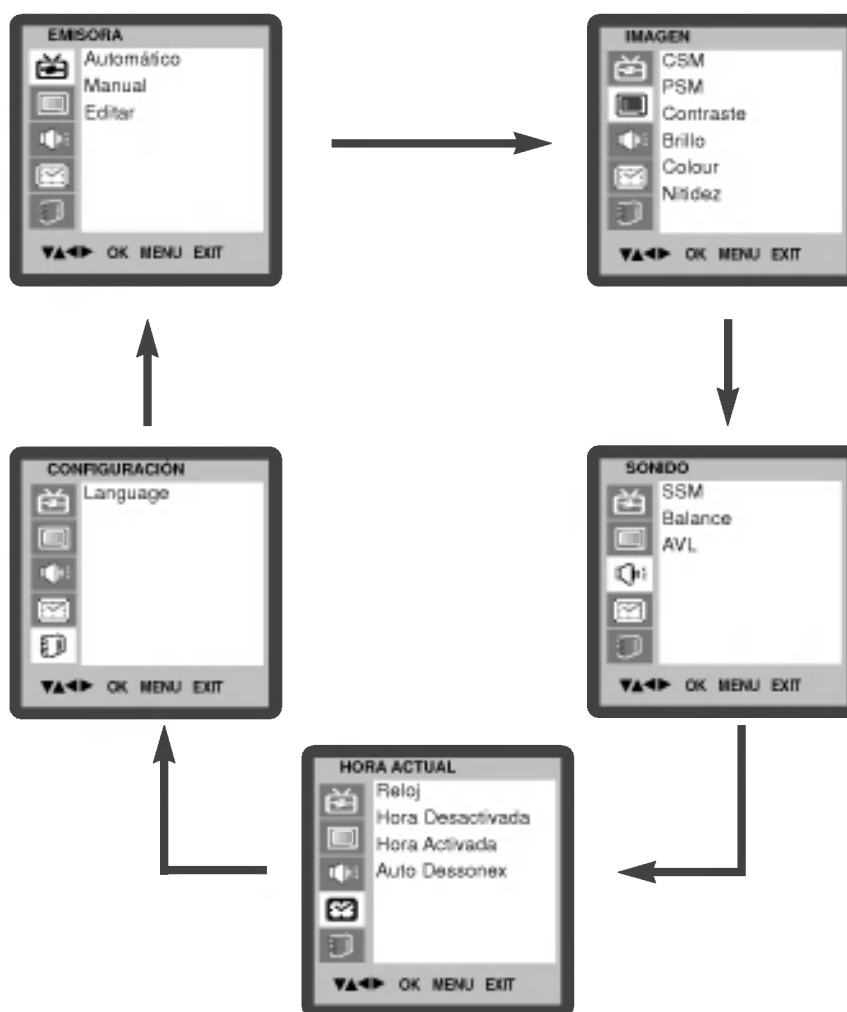 EMISORA
Automático
Manual
Editar
▼▲◀▶ OK MENU EXIT
IMAGEN
CSM
PSM
Contraste
Brillo
Colour
Nitidez
▼▲◀▶ OK MENU EXIT
CONFIGURACIÓN
Language
▼▲◀▶ OK MENU EXIT
SONIDO
SSM
Balance
AVL
▼▲◀▶ OK MENU EXIT
HORA ACTUAL
Reloj
Hora Desactivada
Hora Activada
Auto Dessonex
▼▲◀▶ OK MENU EXIT